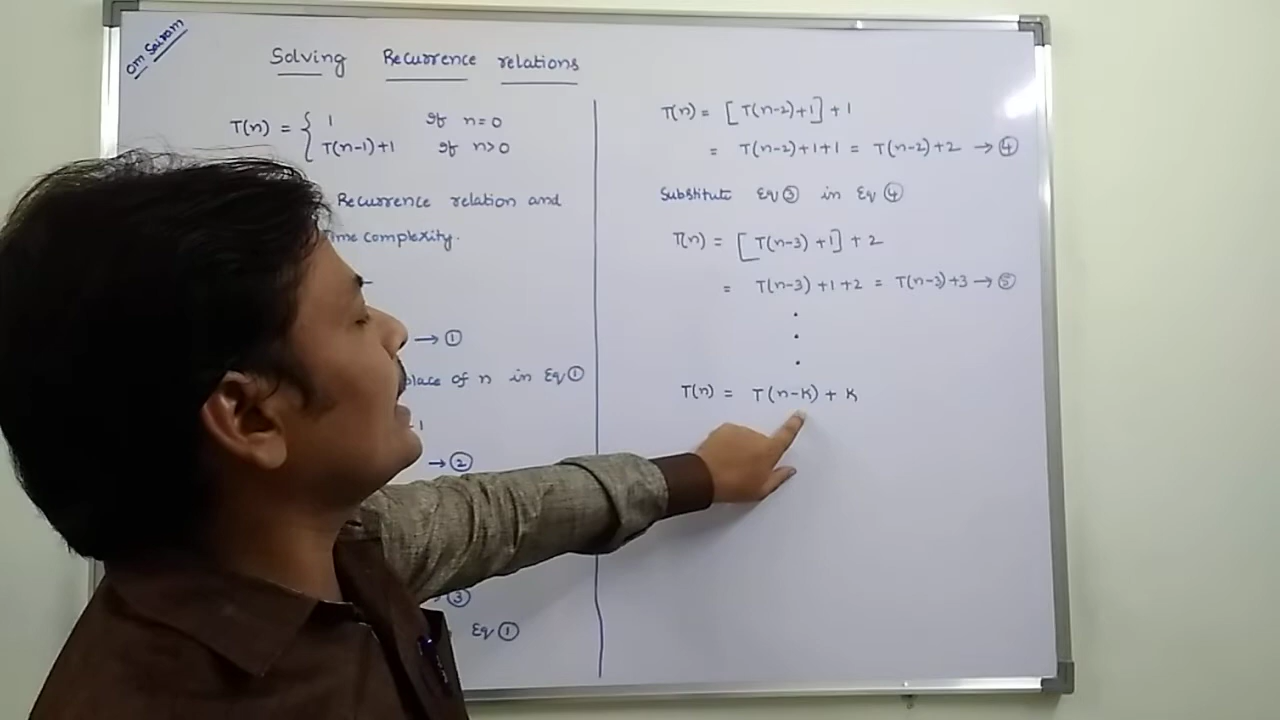 Om Sairam
Solving Recurrence relations
T(n) = { 1 if n=0
T(n-1)+1 if n>0
Recurrence relation and
Time complexity.
→ ①
place of n in Eq ①
1
→ ②
③
Eq ①
T(n) = [T(n-2)+1]+1
= T(n-2)+1+1 = T(n-2)+2 → ④
Substitute Eq ③ in Eq ④
T(n) = [T(n-3)+1]+2
= T(n-3)+1+2 = T(n-3)+3 → ⑤
.
.
.
T(n) = T(n-k)+k